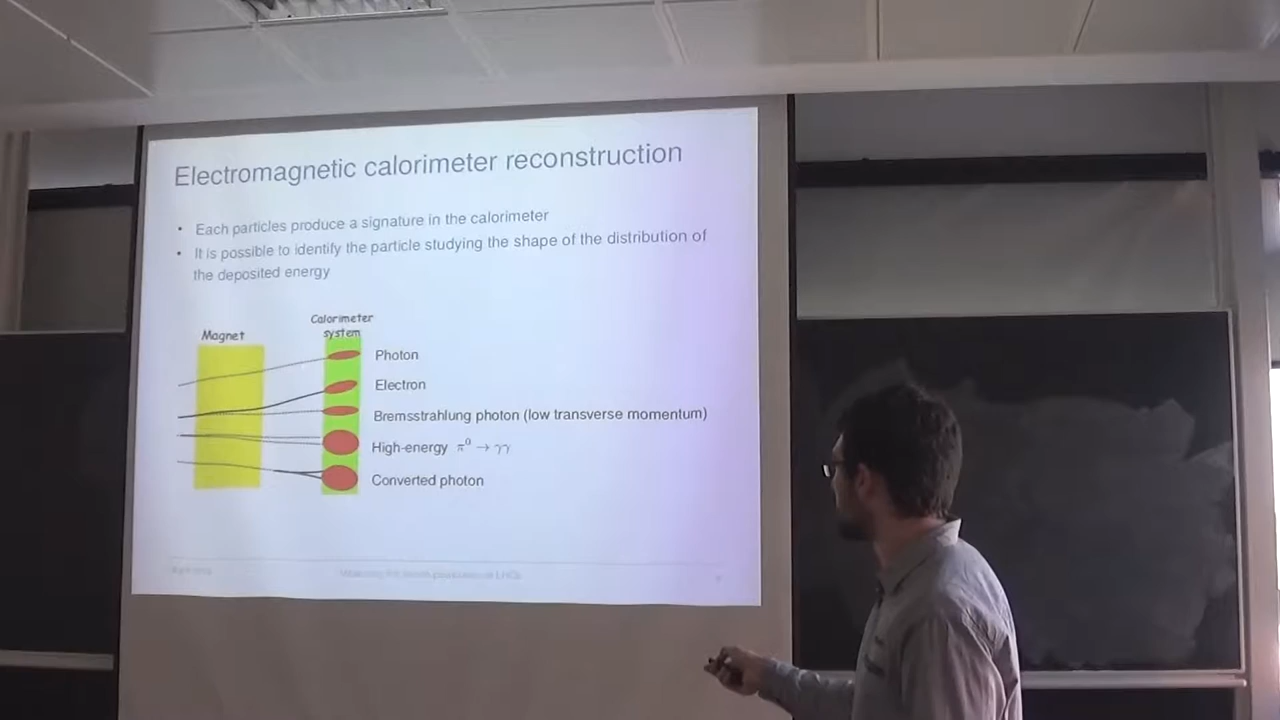 Electromagnetic calorimeter reconstruction
• Each particles produce a signature in the calorimeter
• It is possible to identify the particle studying the shape of the distribution of
the deposited energy
Magnet
Calorimeter
system
Photon
Electron
Bremsstrahlung photon (low transverse momentum)
High-energy π⁰ → γγ
Converted photon
LHCb